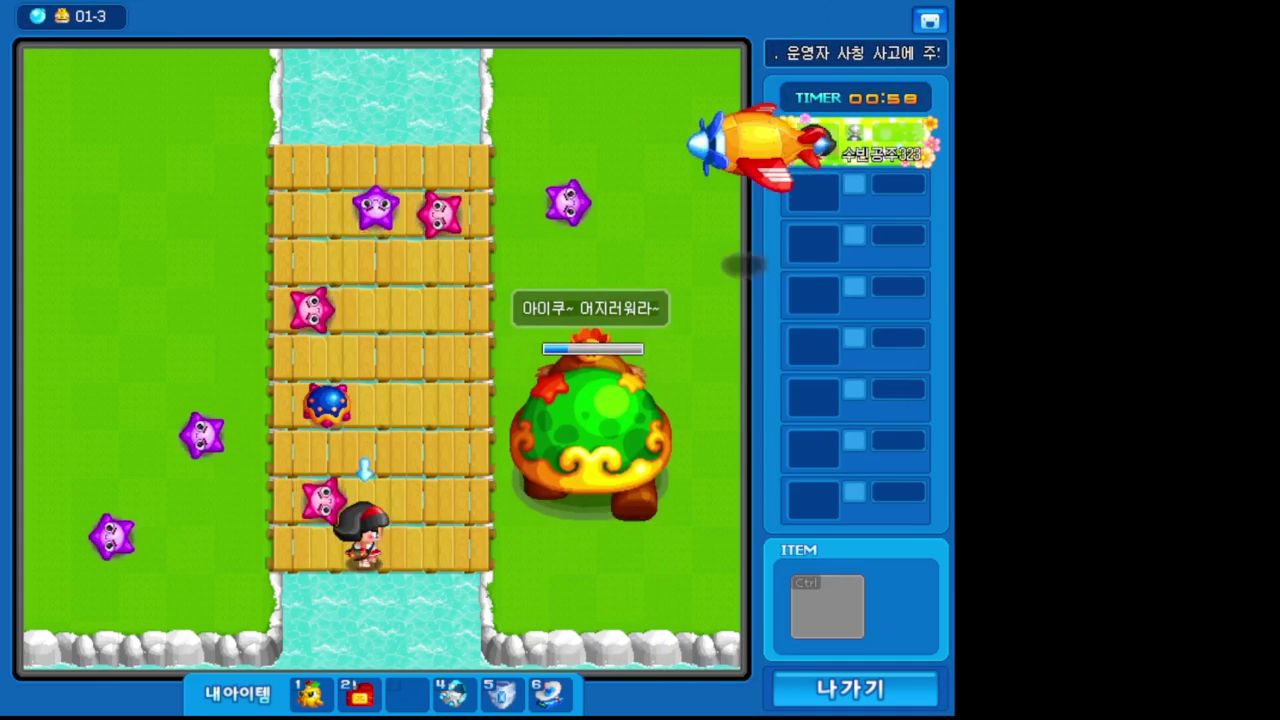 01-3
. 운영자 사칭 사고에 주
TIMER 00:58
수빈공주323
아이쿠~ 어지러워라~
ITEM
Ctrl
내아이템
1
2
4
5
6
나가기